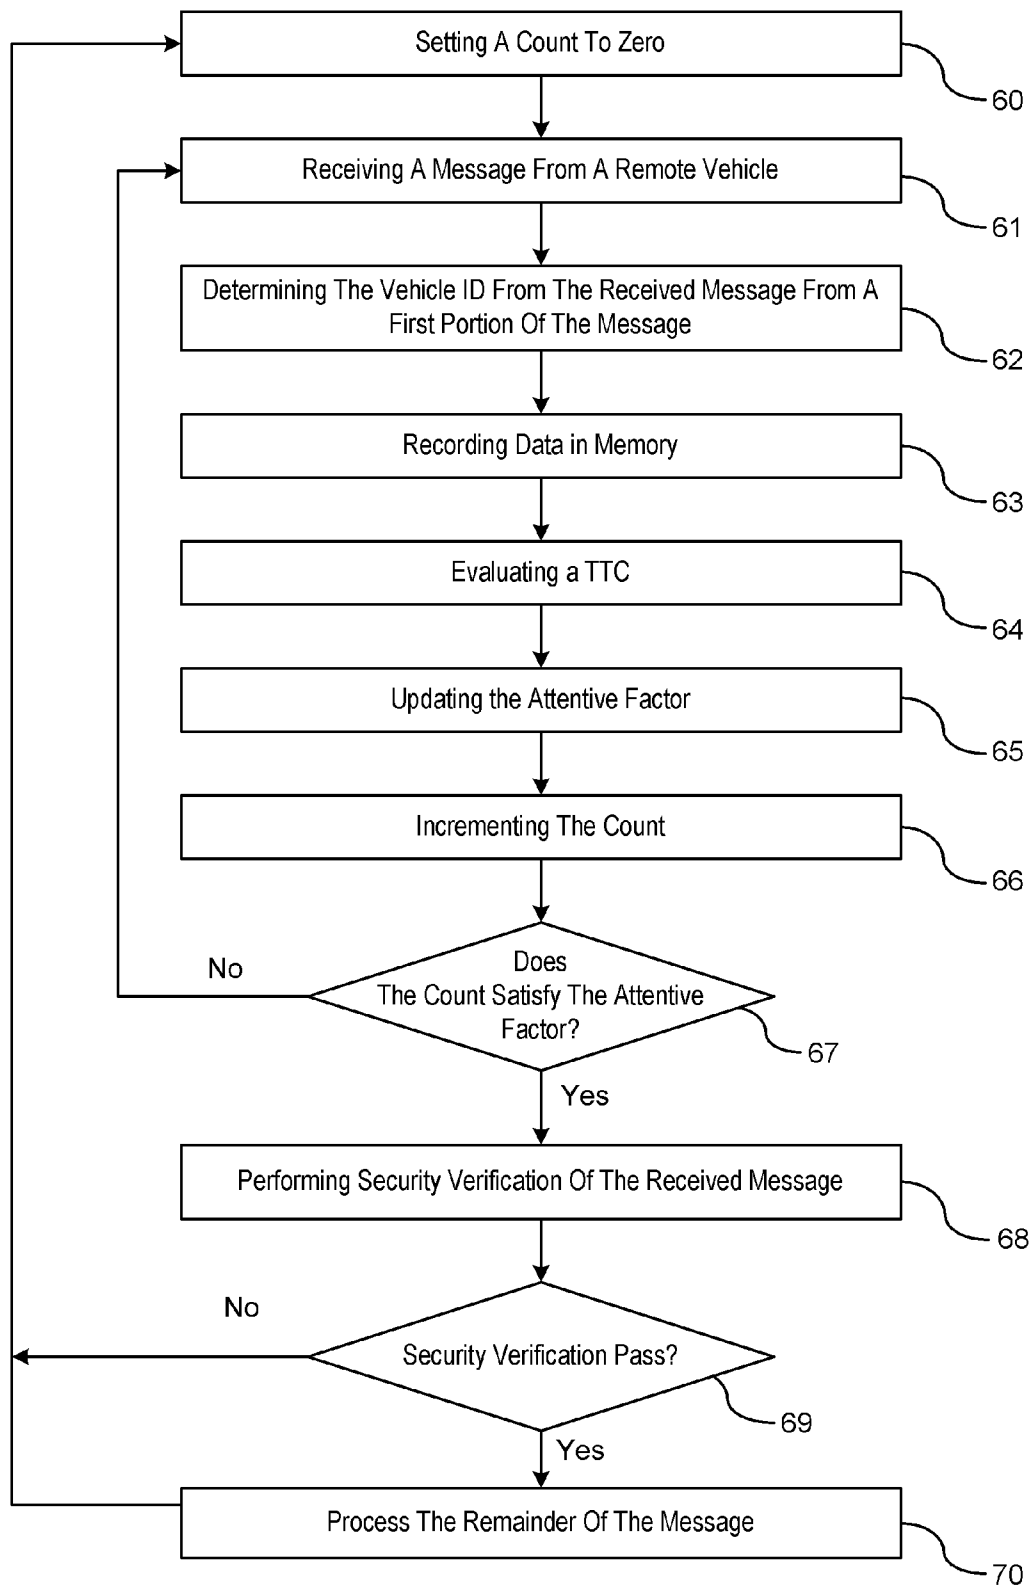 Setting A Count To Zero
60
Receiving A Message From A Remote Vehicle
61
Determining The Vehicle ID From The Received Message From A
First Portion Of The Message
62
Recording Data in Memory
63
Evaluating a TTC
64
Updating the Attentive Factor
65
Incrementing The Count
66
No
Does
The Count Satisfy The Attentive
Factor?
67
Yes
Performing Security Verification Of The Received Message
68
No
Security Verification Pass?
69
Yes
Process The Remainder Of The Message
70